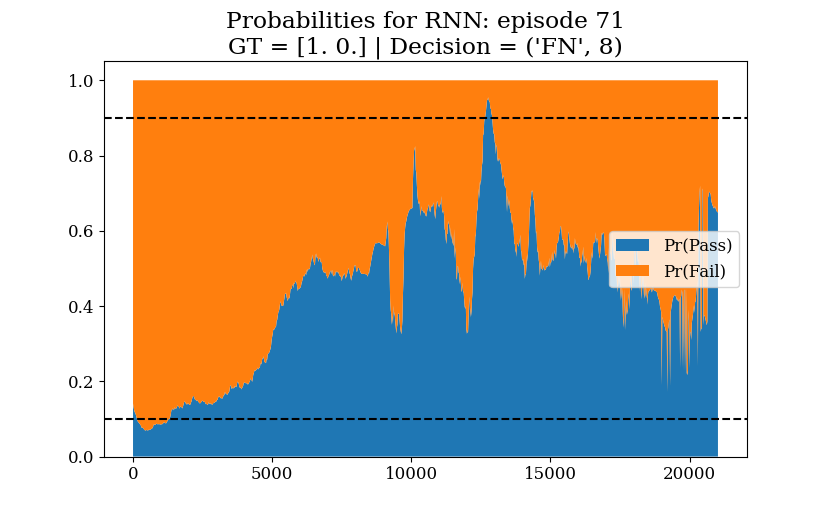 Probabilities for RNN: episode 71
GT = [1. 0.] | Decision = ('FN', 8)
1.0
0.8
0.6
0.4
0.2
0.0
Pr(Pass)
Pr(Fail)
0
5000
10000
15000
20000